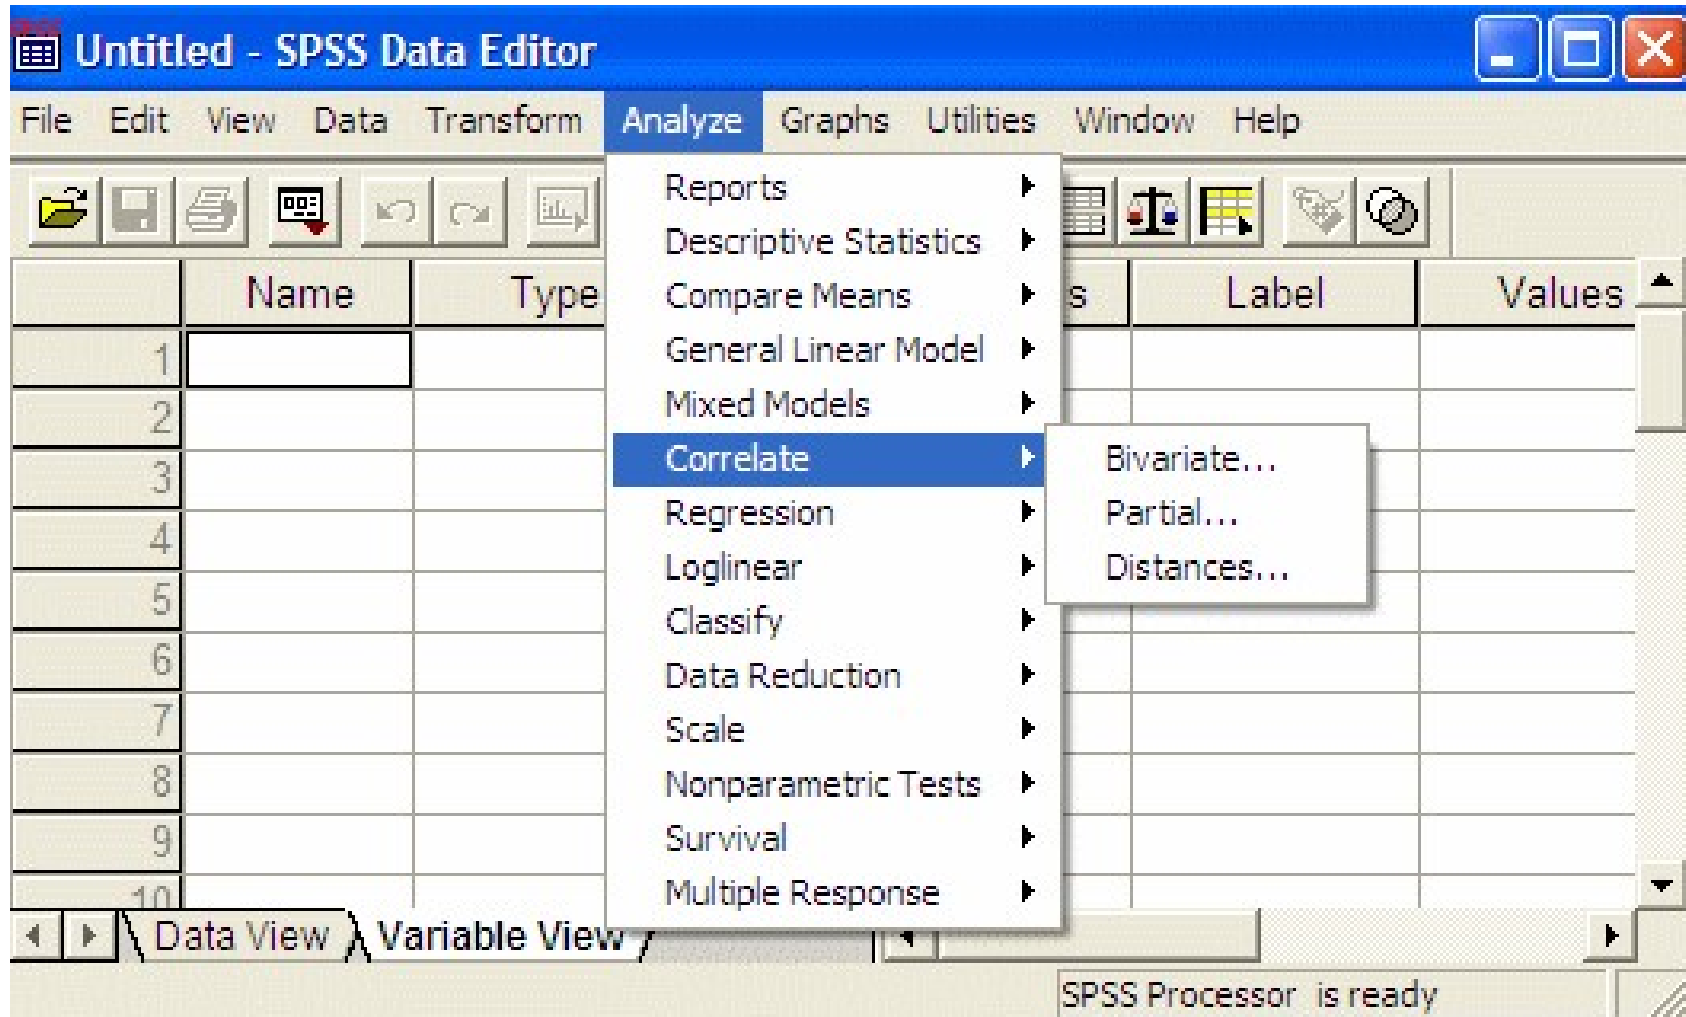 SPSS
Untitled - SPSS Data Editor
File Edit View Data Transform Analyze Graphs Utilities Window Help
Reports
Descriptive Statistics
Compare Means
General Linear Model
Mixed Models
Correlate
Regression
Loglinear
Classify
Data Reduction
Scale
Nonparametric Tests
Survival
Multiple Response
Bivariate...
Partial...
Distances...
Name Type s Label Values
1
2
3
4
5
6
7
8
9
10
Data View Variable View
SPSS Processor is ready